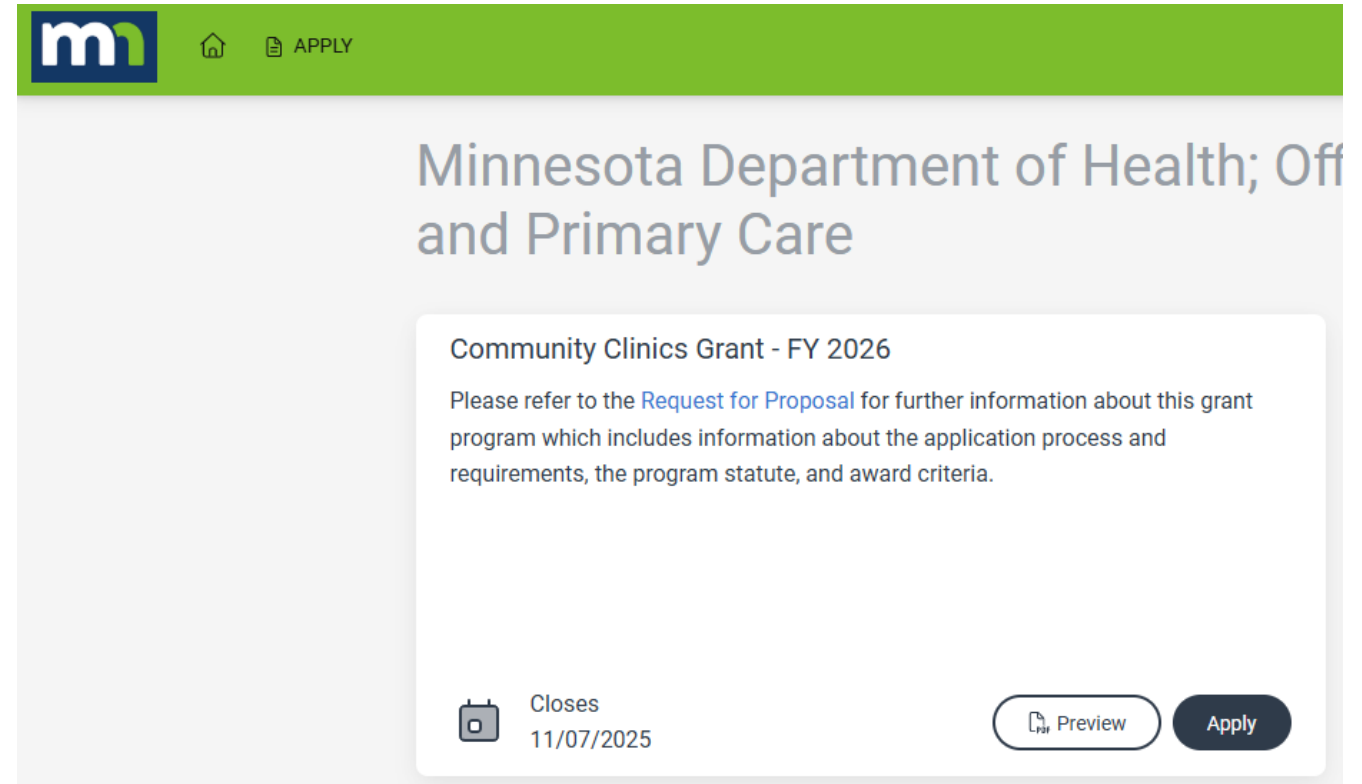 mn
APPLY
Minnesota Department of Health; Off
and Primary Care
Community Clinics Grant - FY 2026
Please refer to the Request for Proposal for further information about this grant
program which includes information about the application process and
requirements, the program statute, and award criteria.
Closes
11/07/2025
PDF Preview
Apply